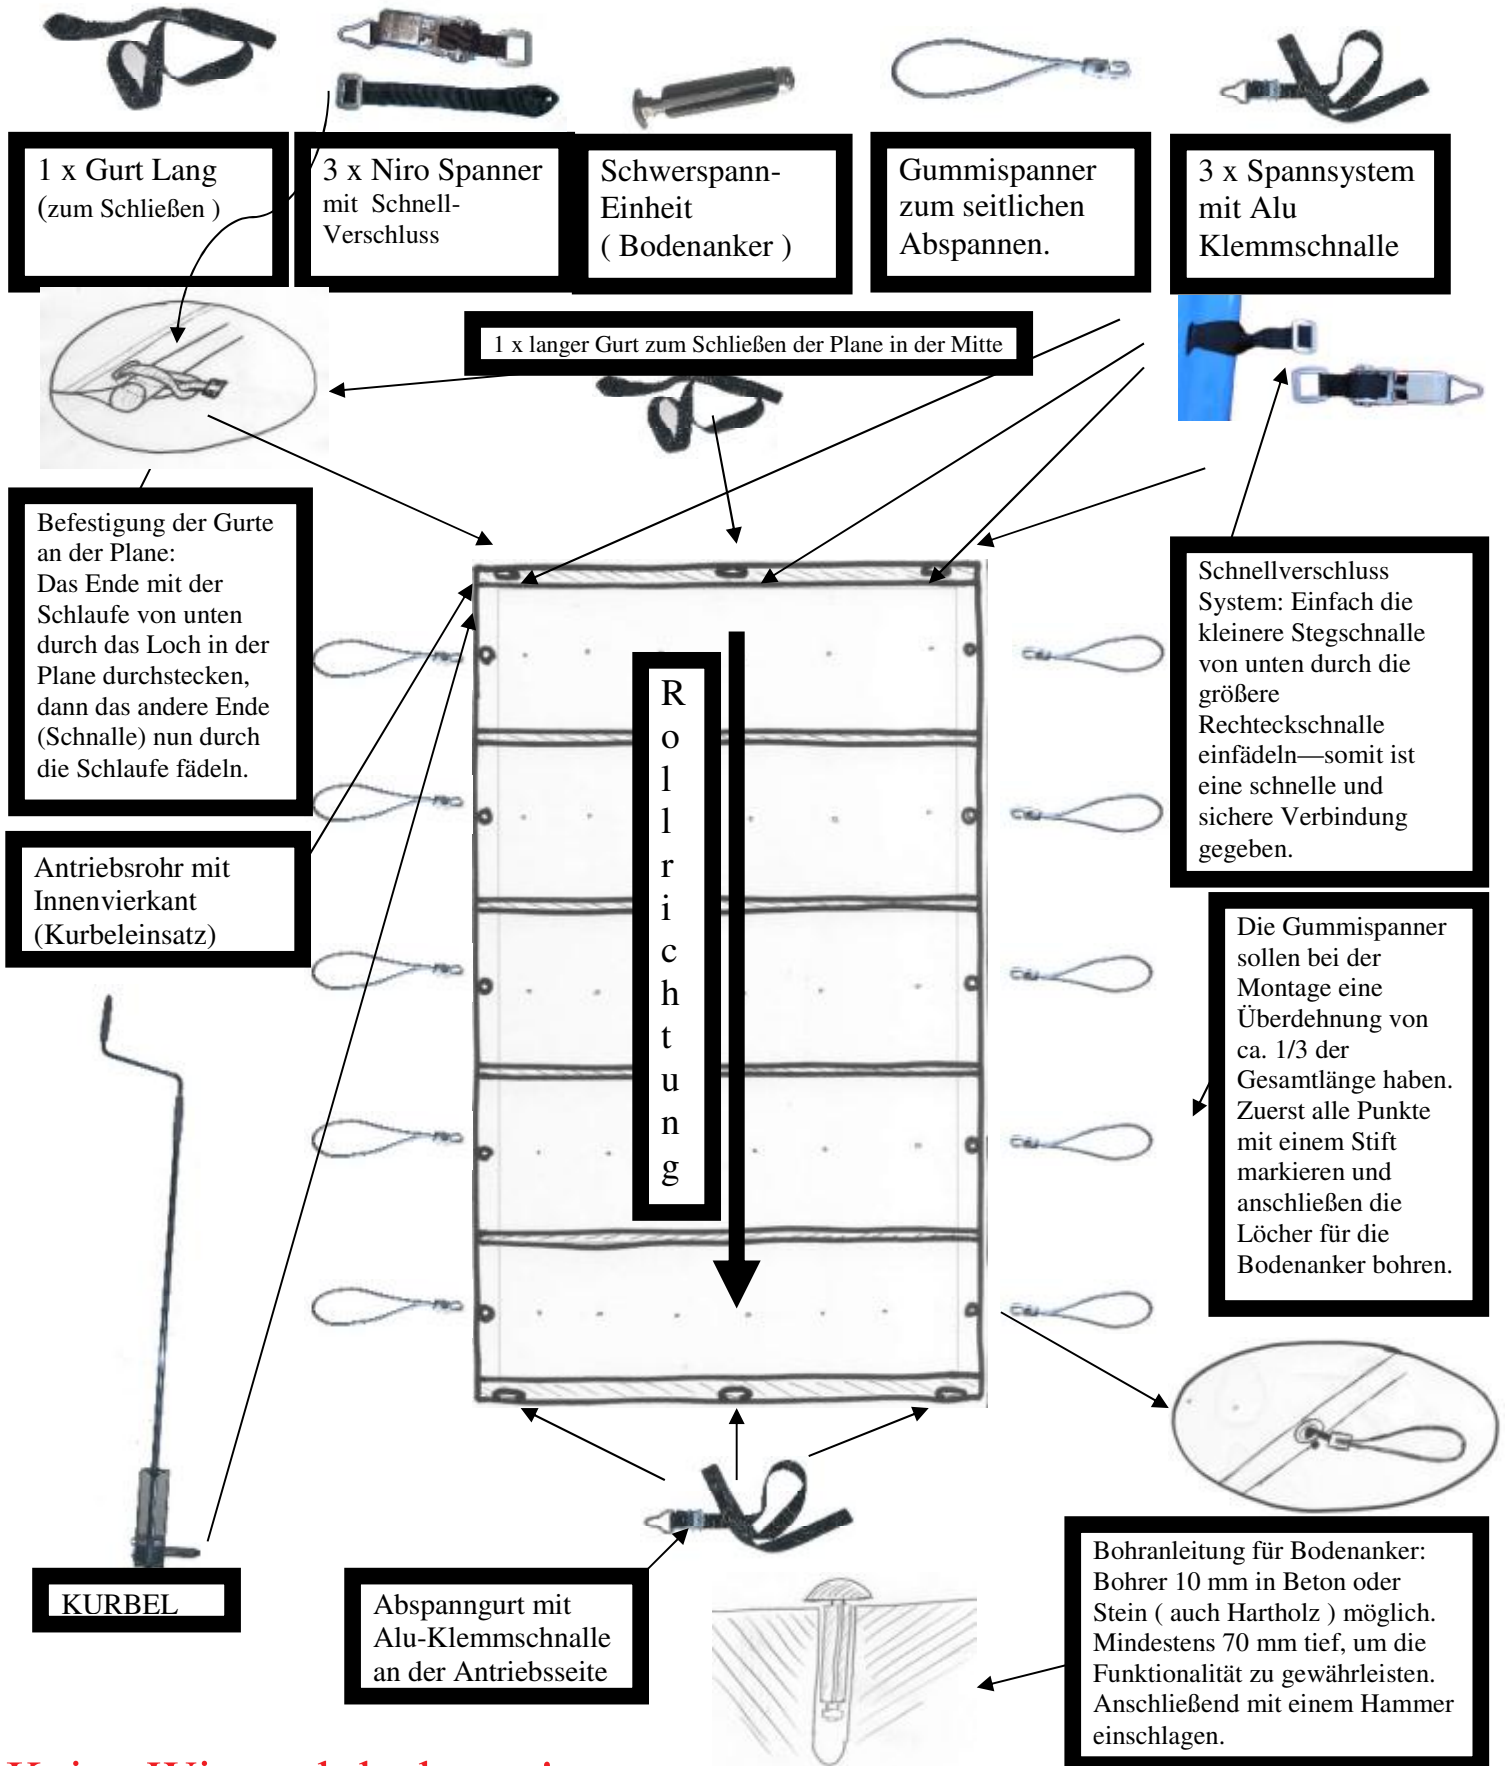 1 x Gurt Lang
(zum Schließen )
3 x Niro Spanner
mit Schnell-
Verschluss
Schwerspann-
Einheit
( Bodenanker )
Gummispanner
zum seitlichen
Abspannen.
3 x Spannsystem
mit Alu
Klemmschnalle
1 x langer Gurt zum Schließen der Plane in der Mitte
Befestigung der Gurte
an der Plane:
Das Ende mit der
Schlaufe von unten
durch das Loch in der
Plane durchstecken,
dann das andere Ende
(Schnalle) nun durch
die Schlaufe fädeln.
Schnellverschluss
System: Einfach die
kleinere Stegschnalle
von unten durch die
größere
Rechteckschnalle
einfädeln—somit ist
eine schnelle und
sichere Verbindung
gegeben.
Rollrichtung
Antriebsrohr mit
Innenvierkant
(Kurbeleinsatz)
Die Gummispanner
sollen bei der
Montage eine
Überdehnung von
ca. 1/3 der
Gesamtlänge haben.
Zuerst alle Punkte
mit einem Stift
markieren und
anschließen die
Löcher für die
Bodenanker bohren.
KURBEL
Abspanngurt mit
Alu-Klemmschnalle
an der Antriebsseite
Bohranleitung für Bodenanker:
Bohrer 10 mm in Beton oder
Stein ( auch Hartholz ) möglich.
Mindestens 70 mm tief, um die
Funktionalität zu gewährleisten.
Anschließend mit einem Hammer
einschlagen.